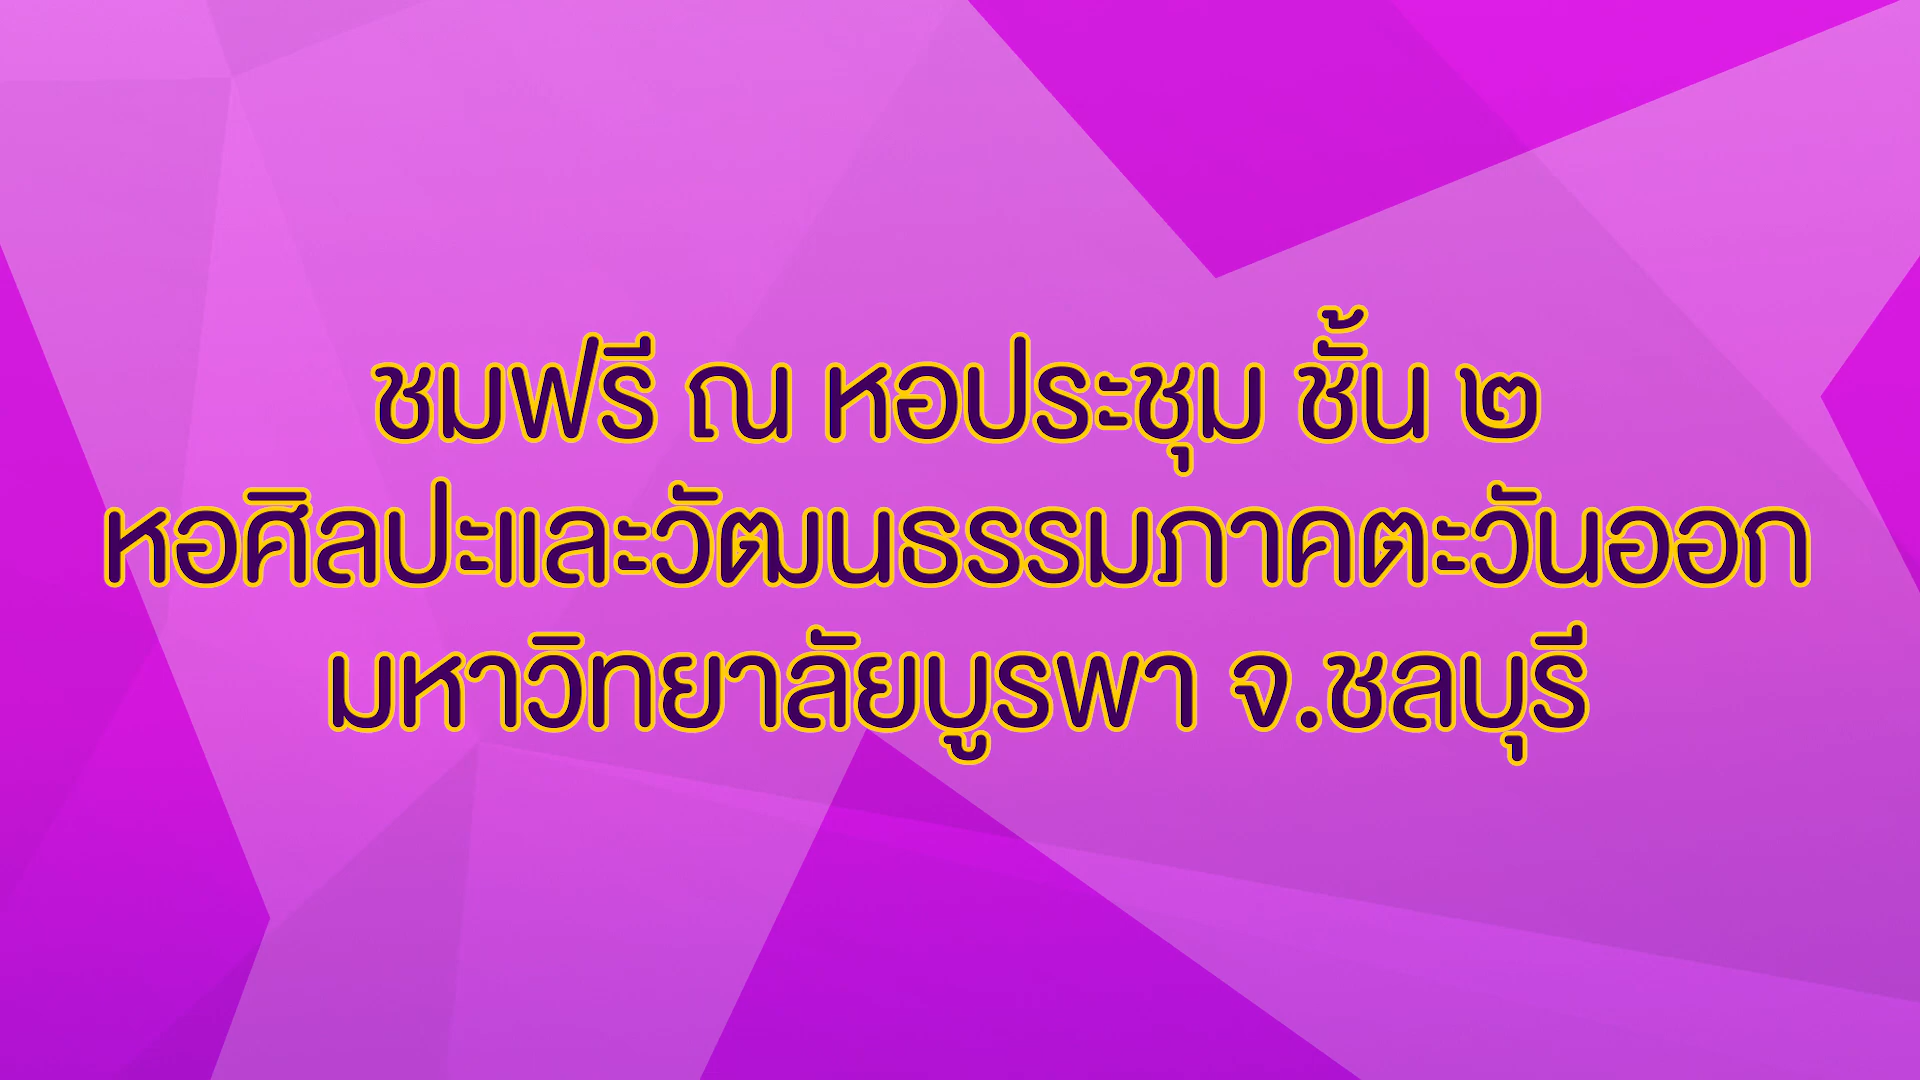 ชมฟรี ณ หอประชุม ชั้น ๒
หอศิลปะและวัฒนธรรมภาคตะวันออก
มหาวิทยาลัยบูรพา จ.ชลบุรี